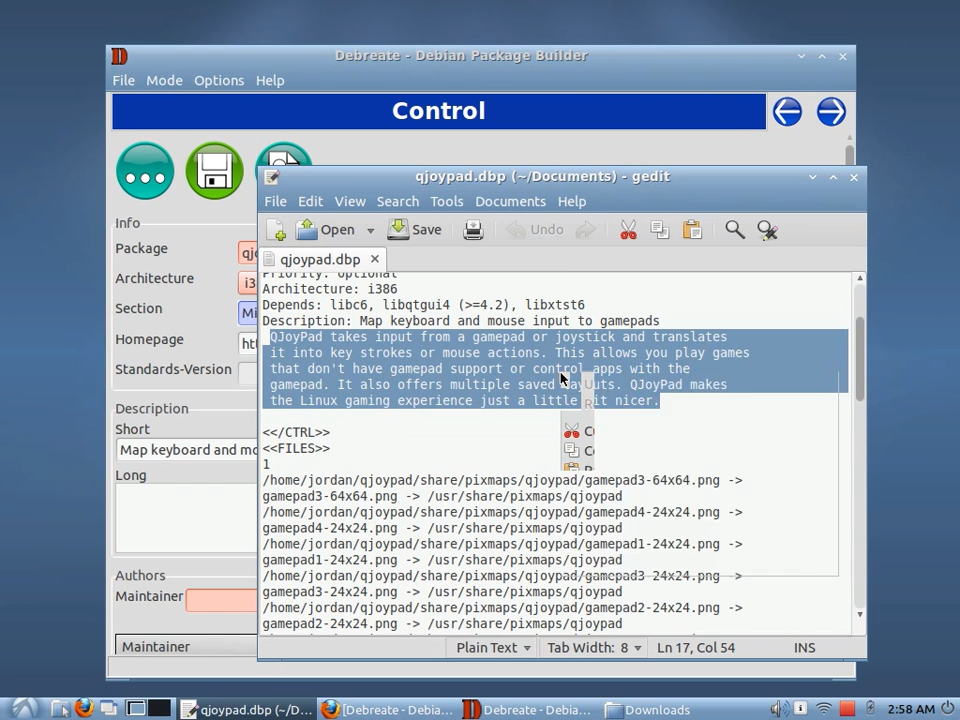 Debreate - Debian Package Builder
File Mode Options Help
Control
Info
Package
Architecture
Section
Homepage
Standards-Version
Description
Short
Map keyboard and
Long
Authors
Maintainer
Maintainer
qjoypad.dbp (~/Documents) - gedit
File Edit View Search Tools Documents Help
Open Save Undo
qjoypad.dbp
Priority: optional
Architecture: i386
Depends: libc6, libqtgui4 (>=4.2), libxtst6
Description: Map keyboard and mouse input to gamepads
QJoyPad takes input from a gamepad or joystick and translates
it into key strokes or mouse actions. This allows you play games
that don't have gamepad support or control apps with the
gamepad. It also offers multiple saved QJoyPad makes
the Linux gaming experience just a little it nicer.
<</CTRL>>
<<FILES>>
1
/home/jordan/qjoypad/share/pixmaps/qjoypad/gamepad3-64x64.png ->
gamepad3-64x64.png -> /usr/share/pixmaps/qjoypad
/home/jordan/qjoypad/share/pixmaps/qjoypad/gamepad4-24x24.png ->
gamepad4-24x24.png -> /usr/share/pixmaps/qjoypad
/home/jordan/qjoypad/share/pixmaps/qjoypad/gamepad1-24x24.png ->
gamepad1-24x24.png -> /usr/share/pixmaps/qjoypad
/home/jordan/qjoypad/share/pixmaps/qjoypad/gamepad3-24x24.png ->
gamepad3-24x24.png -> /usr/share/pixmaps/qjoypad
/home/jordan/qjoypad/share/pixmaps/qjoypad/gamepad2-24x24.png ->
gamepad2-24x24.png -> /usr/share/pixmaps/qjoypad
Plain Text Tab Width: 8 Ln 17, Col 54 INS
qjoypad.dbp (~/D... [Debreate - Debia... Debreate - Debia... Downloads 2:58 AM